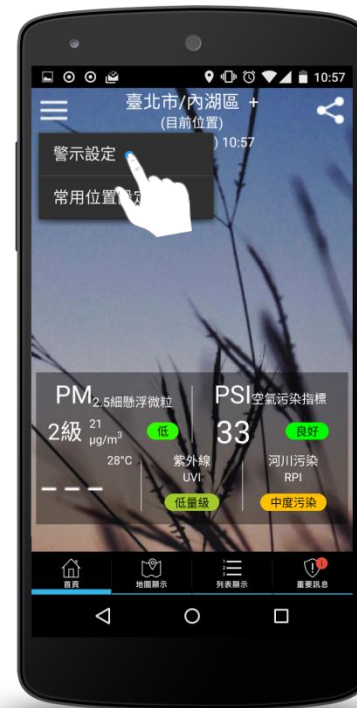 10:57
臺北市/內湖區 +
(目前位置)
) 10:57
警示設定
常用位置設定
PM2.5細懸浮微粒
PSI空氣污染指標
2級 21 μg/m³ 低
33 良好
28°C
紫外線
UVI
低量級
河川污染
RPI
中度污染
---
首頁
地圖顯示
列表顯示
重要訊息